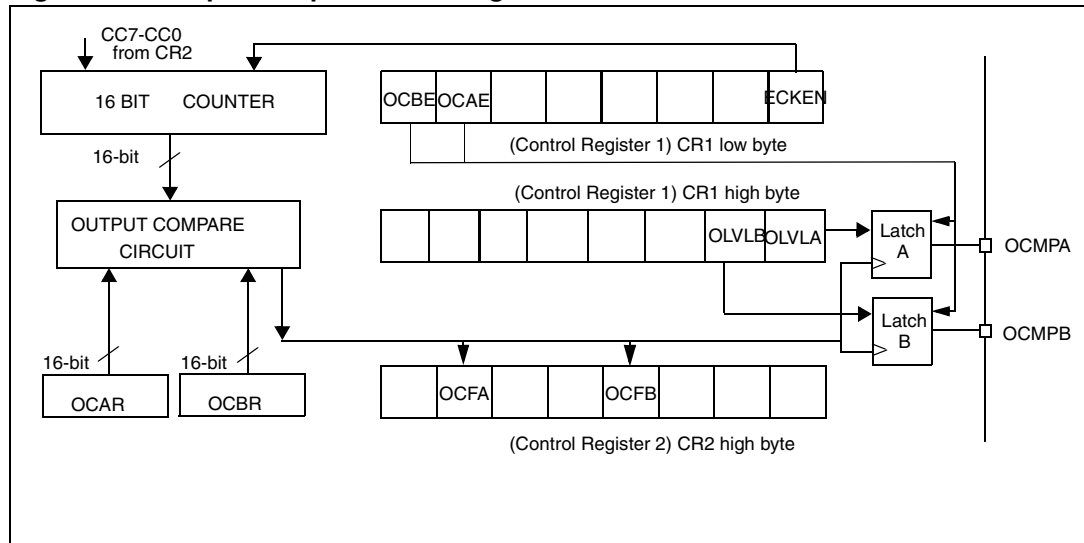 CC7-CC0
from CR2
16 BIT COUNTER
OCBE OCAE ECKEN
(Control Register 1) CR1 low byte
16-bit
(Control Register 1) CR1 high byte
OUTPUT COMPARE
CIRCUIT
OLVLB OLVLA
Latch
A
OCMPA
Latch
B
OCMPB
16-bit 16-bit
OCAR OCBR
OCFA OCFB
(Control Register 2) CR2 high byte